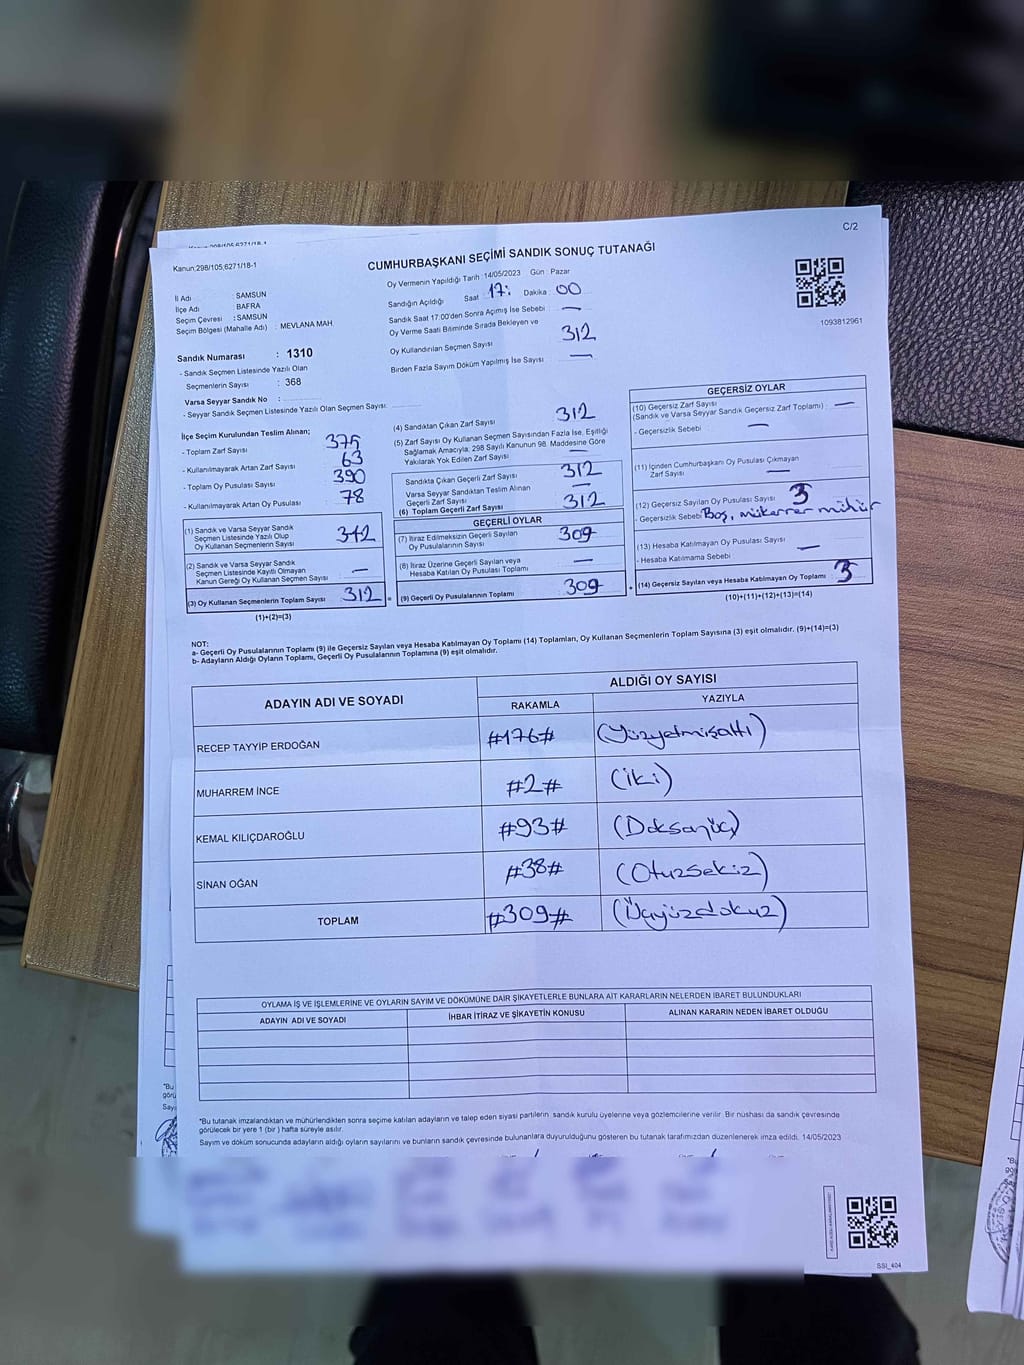 C/2
Kanun;298/105,6271/18-1
CUMHURBAŞKANI SEÇİMİ SANDIK SONUÇ TUTANAĞI
Oy Vermenin Yapıldığı Tarih : 14/05/2023 Gün : Pazar
İl Adı : SAMSUN
İlçe Adı : BAFRA
Seçim Çevresi : SAMSUN
Seçim Bölgesi (Mahalle Adı) : MEVLANA MAH
Sandığın Açıldığı Saat 17: Dakika 00
Sandık Saat 17:00'den Sonra Açımış İse Sebebi : —
Oy Verme Saati Bitiminde Sırada Bekleyen ve
Oy Kullandırılan Seçmen Sayısı 312
Birden Fazla Sayım Döküm Yapılmış İse Sayısı : —
1093812961
Sandık Numarası : 1310
- Sandık Seçmen Listesinde Yazılı Olan
Seçmenlerin Sayısı : 368
Varsa Seyyar Sandık No :
- Seyyar Sandık Seçmen Listesinde Yazılı Olan Seçmen Sayısı:
İlçe Seçim Kurulundan Teslim Alınan;
- Toplam Zarf Sayısı 375
- Kullanılmayarak Artan Zarf Sayısı 63
- Toplam Oy Pusulası Sayısı 390
- Kullanılmayarak Artan Oy Pusulası 78
(1) Sandık ve Varsa Seyyar Sandık
Seçmen Listesinde Yazılı Olup
Oy Kullanan Seçmenlerin Sayısı 312
(2) Sandık ve Varsa Seyyar Sandık
Seçmen Listesinde Kayıtlı Olmayan
Kanun Gereği Oy Kullanan Seçmen Sayısı —
(3) Oy Kullanan Seçmenlerin Toplam Sayısı 312 =
(1)+(2)=(3)
(4) Sandıktan Çıkan Zarf Sayısı 312
(5) Zarf Sayısı Oy Kullanan Seçmen Sayısından Fazla İse, Eşitliği
Sağlamak Amacıyla; 298 Sayılı Kanunun 98. Maddesine Göre
Yakılarak Yok Edilen Zarf Sayısı —
Sandıkta Çıkan Geçerli Zarf Sayısı 312
Varsa Seyyar Sandıktan Teslim Alınan
Geçerli Zarf Sayısı —
(6) Toplam Geçerli Zarf Sayısı 312
GEÇERLİ OYLAR
(7) İtiraz Edilmeksizin Geçerli Sayılan
Oy Pusulalarının Sayısı 309
(8) İtiraz Üzerine Geçerli Sayılan veya
Hesaba Katılan Oy Pusulası Toplamı —
(9) Geçerli Oy Pusulalarının Toplamı 309 +
GEÇERSİZ OYLAR
(10) Geçersiz Zarf Sayısı
(Sandık ve Varsa Seyyar Sandık Geçersiz Zarf Toplamı) : —
- Geçersizlik Sebebi —
(11) İçinden Cumhurbaşkanı Oy Pusulası Çıkmayan
Zarf Sayısı —
(12) Geçersiz Sayılan Oy Pusulası Sayısı 3
- Geçersizlik Sebebi Boş, mükerrer mühür
(13) Hesaba Katılmayan Oy Pusulası Sayısı —
- Hesaba Katılmama Sebebi
(14) Geçersiz Sayılan veya Hesaba Katılmayan Oy Toplamı 3
(10)+(11)+(12)+(13)=(14)
NOT:
a- Geçerli Oy Pusulalarının Toplamı (9) ile Geçersiz Sayılan veya Hesaba Katılmayan Oy Toplamı (14) Toplamları, Oy Kullanan Seçmenlerin Toplam Sayısına (3) eşit olmalıdır. (9)+(14)=(3)
b- Adayların Aldığı Oyların Toplamı, Geçerli Oy Pusulalarının Toplamına (9) eşit olmalıdır.
ADAYIN ADI VE SOYADI
ALDIĞI OY SAYISI
RAKAMLA YAZIYLA
RECEP TAYYİP ERDOĞAN #176# (Yüzyetmişaltı)
MUHARREM İNCE #2# (iki)
KEMAL KILIÇDAROĞLU #93# (Doksanüç)
SİNAN OĞAN #38# (Otuzsekiz)
TOPLAM #309# (Üçyüzdokuz)
OYLAMA İŞ VE İŞLEMLERİNE VE OYLARIN SAYIM VE DÖKÜMÜNE DAİR ŞİKAYETLERLE BUNLARA AİT KARARLARIN NELERDEN İBARET BULUNDUKLARI
ADAYIN ADI VE SOYADI İHBAR İTİRAZ VE ŞİKAYETİN KONUSU ALINAN KARARIN NEDEN İBARET OLDUĞU
*Bu tutanak imzalandıktan ve mühürlendikten sonra seçime katılan adayların ve talep eden siyasi partilerin sandık kurulu üyelerine veya gözlemcilerine verilir. Bir nüshası da sandık çevresinde
görülecek bir yere 1 (bir) hafta süreyle asılır.
Sayım ve döküm sonucunda adayların aldığı oyların sayılarını ve bunların sandık çevresinde bulunanlara duyurulduğunu gösteren bu tutanak tarafımızdan düzenlenerek imza edildi. 14/05/2023
SSI_404